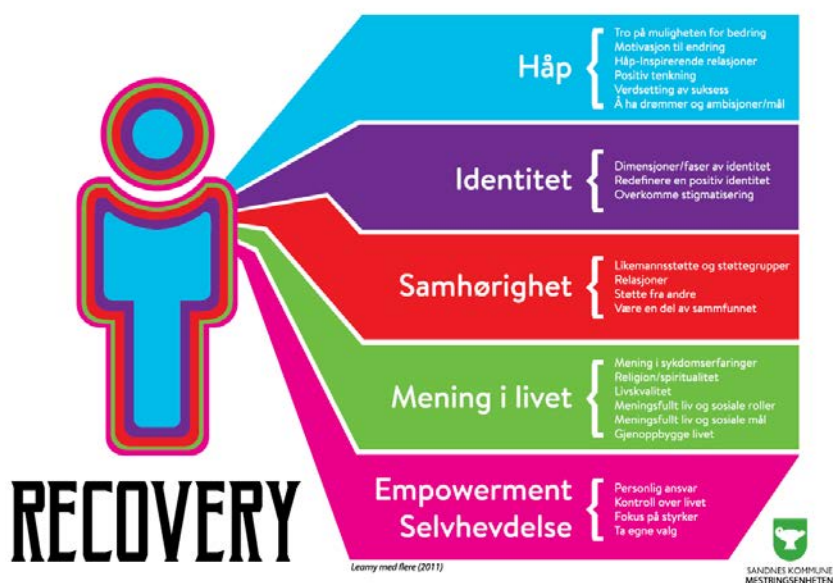 Håp
Tro på muligheten for bedring
Motivasjon til endring
Håp-Inspirerende relasjoner
Positiv tenkning
Verdsetting av suksess
Å ha drømmer og ambisjoner/mål
Identitet
Dimensjoner/faser av identitet
Redefinere en positiv identitet
Overkomme stigmatisering
Samhørighet
Likemannsstøtte og støttegrupper
Relasjoner
Støtte fra andre
Være en del av sammfunnet
Mening i livet
Mening i sykdomserfaringer
Religion/spiritualitet
Livskvalitet
Meningsfullt liv og sosiale roller
Meningsfullt liv og sosiale mål
Gjenoppbygge livet
Empowerment
Selvhevdelse
Personlig ansvar
Kontroll over livet
Fokus på styrker
Ta egne valg
RECOVERY
Leamy med flere (2011)
SANDNES KOMMUNE
MESTRINGSENHETEN